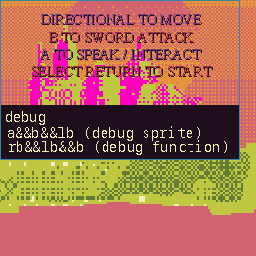 DIRECTIONAL TO MOVE
B TO SWORD ATTACK
A TO SPEAK / INTERACT
SELECT RETURN TO START
debug
a&&b&&lb (debug sprite)
rb&&lb&&b (debug function)